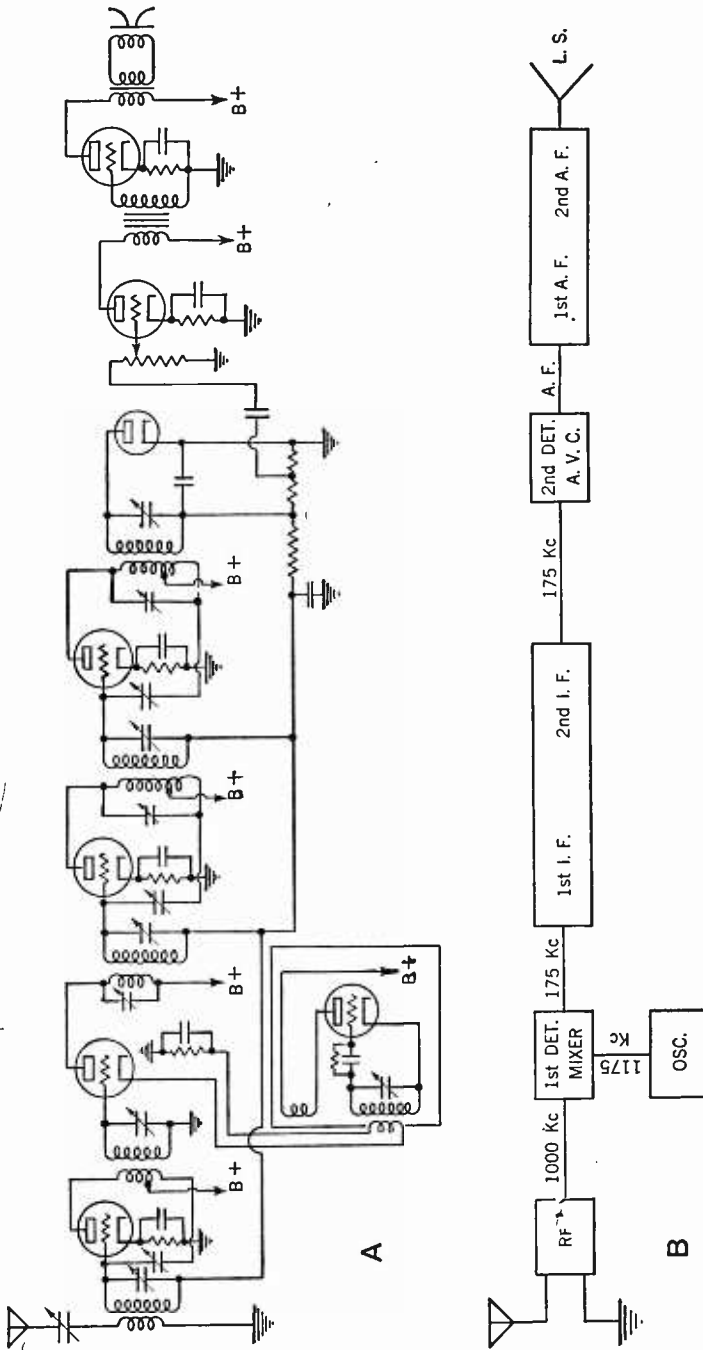 B+
B+
B+
B+
B+
B+
B+
A
RF
1000 Kc
1st DET.
MIXER
1175
Kc
OSC.
175 Kc
1st I. F.
2nd I. F.
175 Kc
2nd DET.
A. V. C.
A. F.
1st A. F.
2nd A. F.
L. S.
B